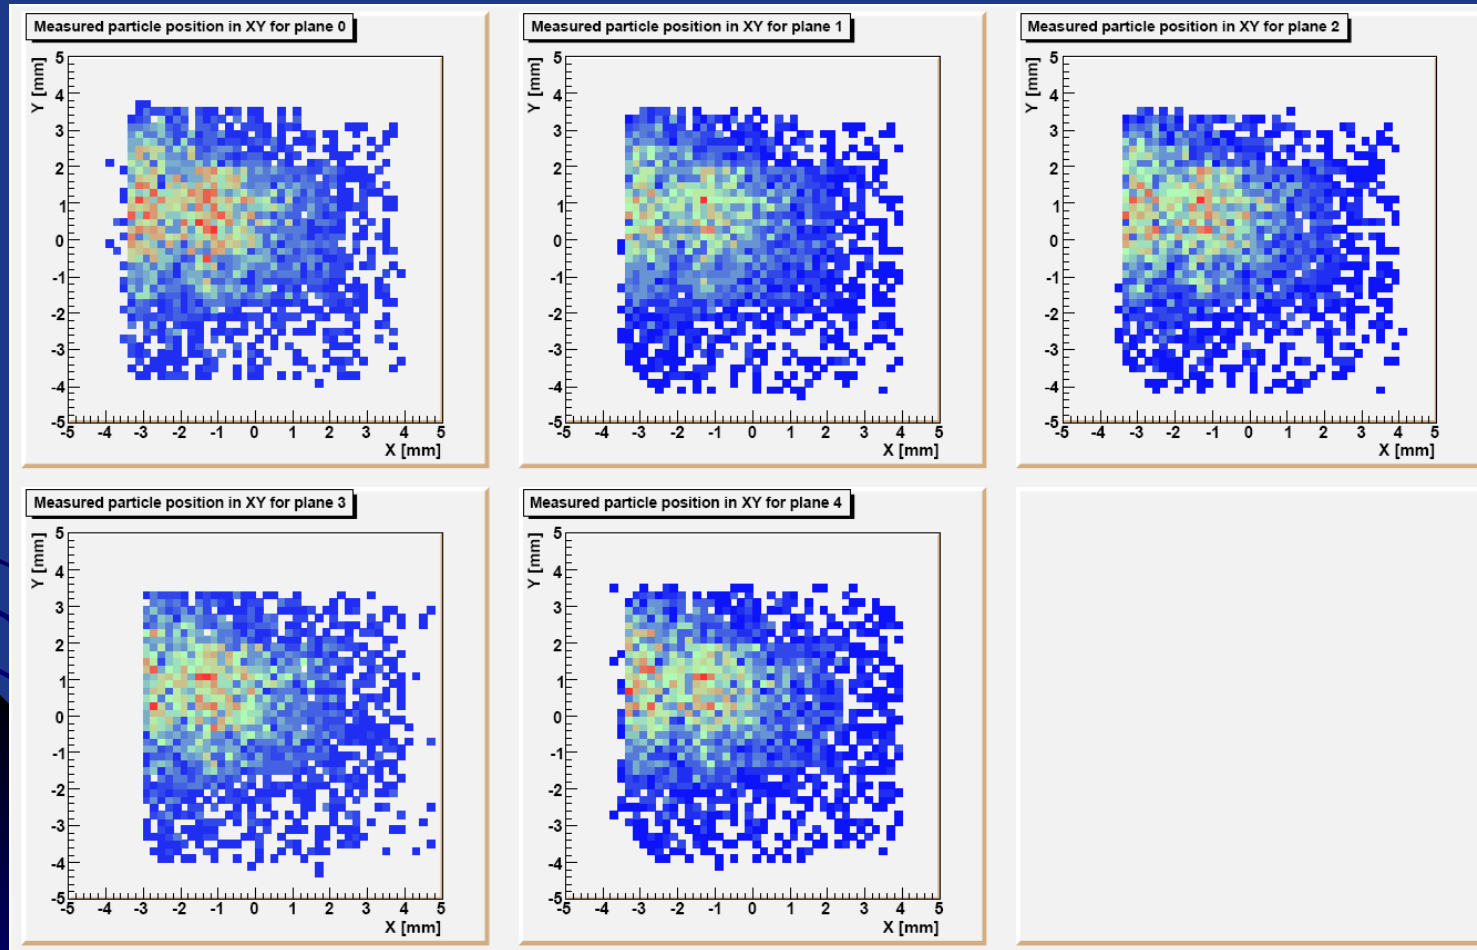 Measured particle position in XY for plane 0
Y [mm]
5
4
3
2
1
0
-1
-2
-3
-4
-5
-5 -4 -3 -2 -1 0 1 2 3 4 5
X [mm]
Measured particle position in XY for plane 1
Y [mm]
5
4
3
2
1
0
-1
-2
-3
-4
-5
-5 -4 -3 -2 -1 0 1 2 3 4 5
X [mm]
Measured particle position in XY for plane 2
Y [mm]
5
4
3
2
1
0
-1
-2
-3
-4
-5
-5 -4 -3 -2 -1 0 1 2 3 4 5
X [mm]
Measured particle position in XY for plane 3
Y [mm]
5
4
3
2
1
0
-1
-2
-3
-4
-5
-5 -4 -3 -2 -1 0 1 2 3 4 5
X [mm]
Measured particle position in XY for plane 4
Y [mm]
5
4
3
2
1
0
-1
-2
-3
-4
-5
-5 -4 -3 -2 -1 0 1 2 3 4 5
X [mm]